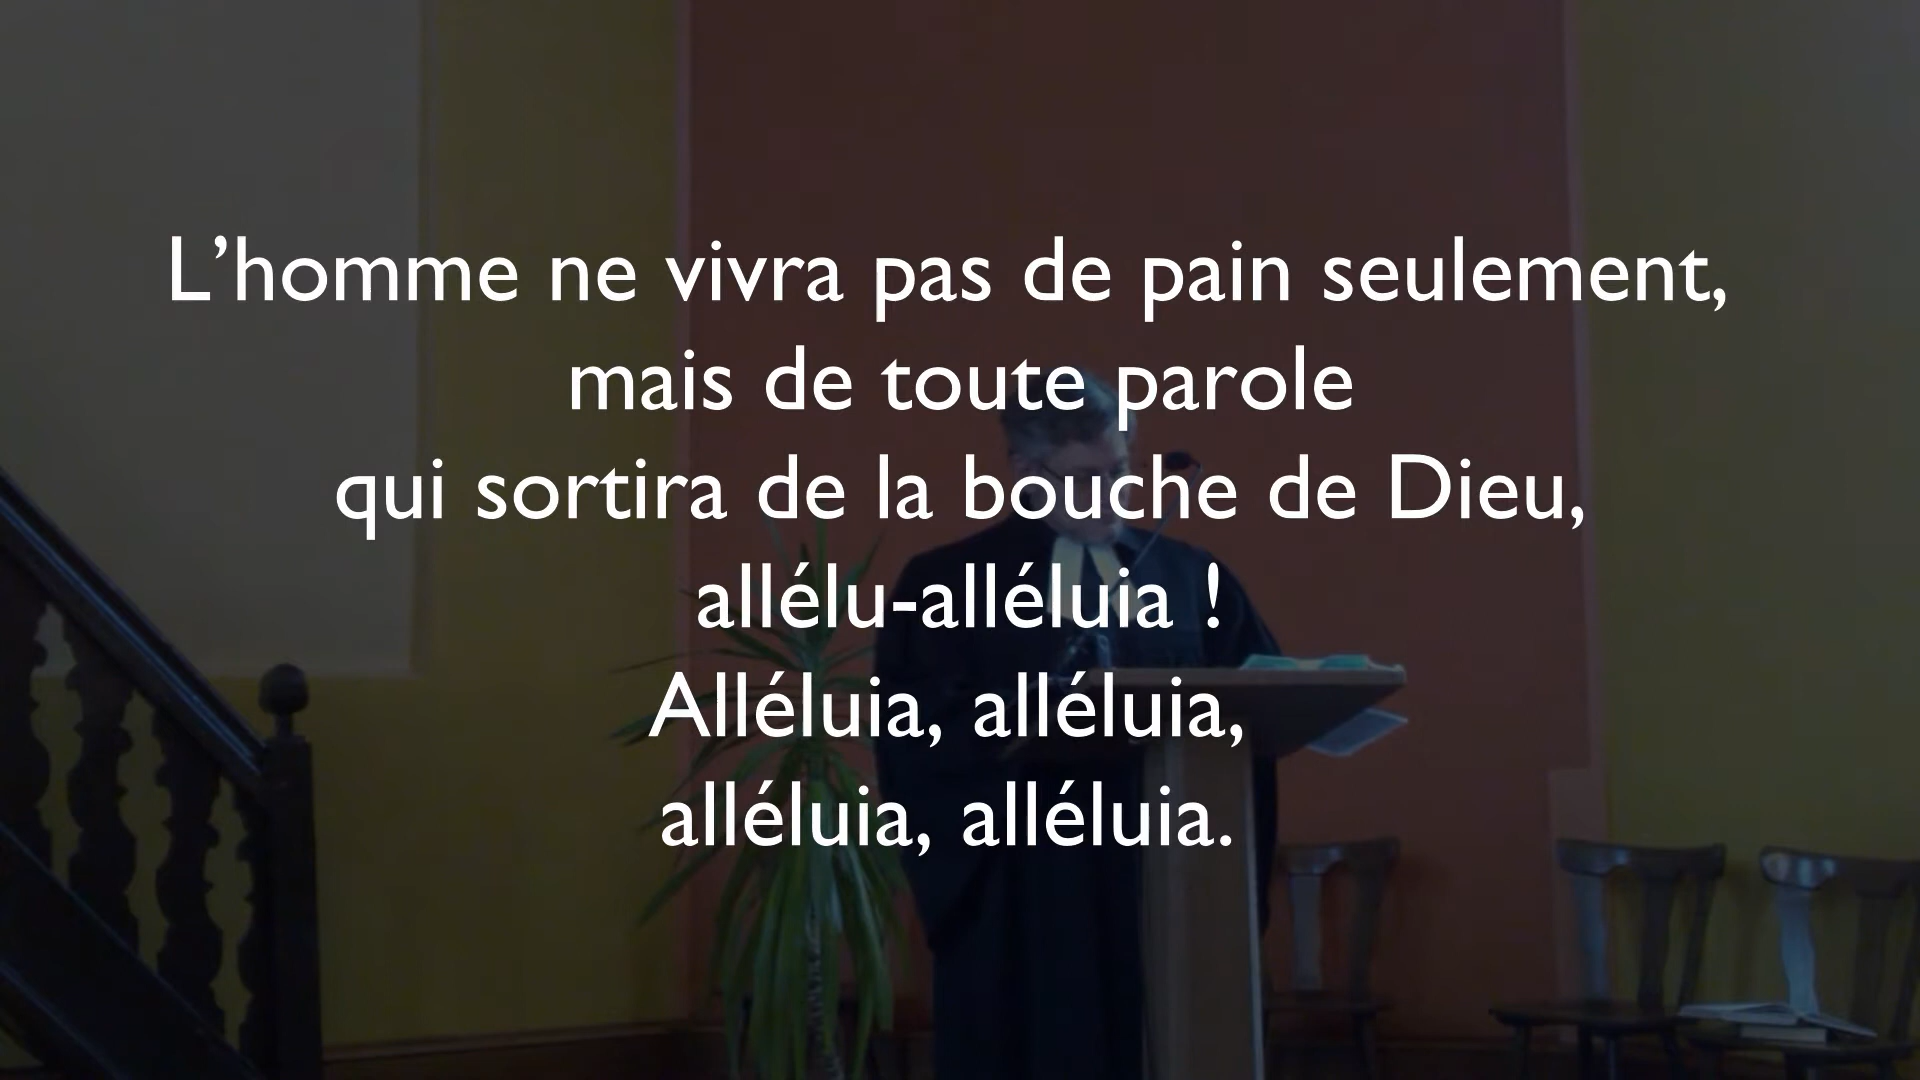 L’homme ne vivra pas de pain seulement,
mais de toute parole
qui sortira de la bouche de Dieu,
allélu-alléluia !
Alléluia, alléluia,
alléluia, alléluia.